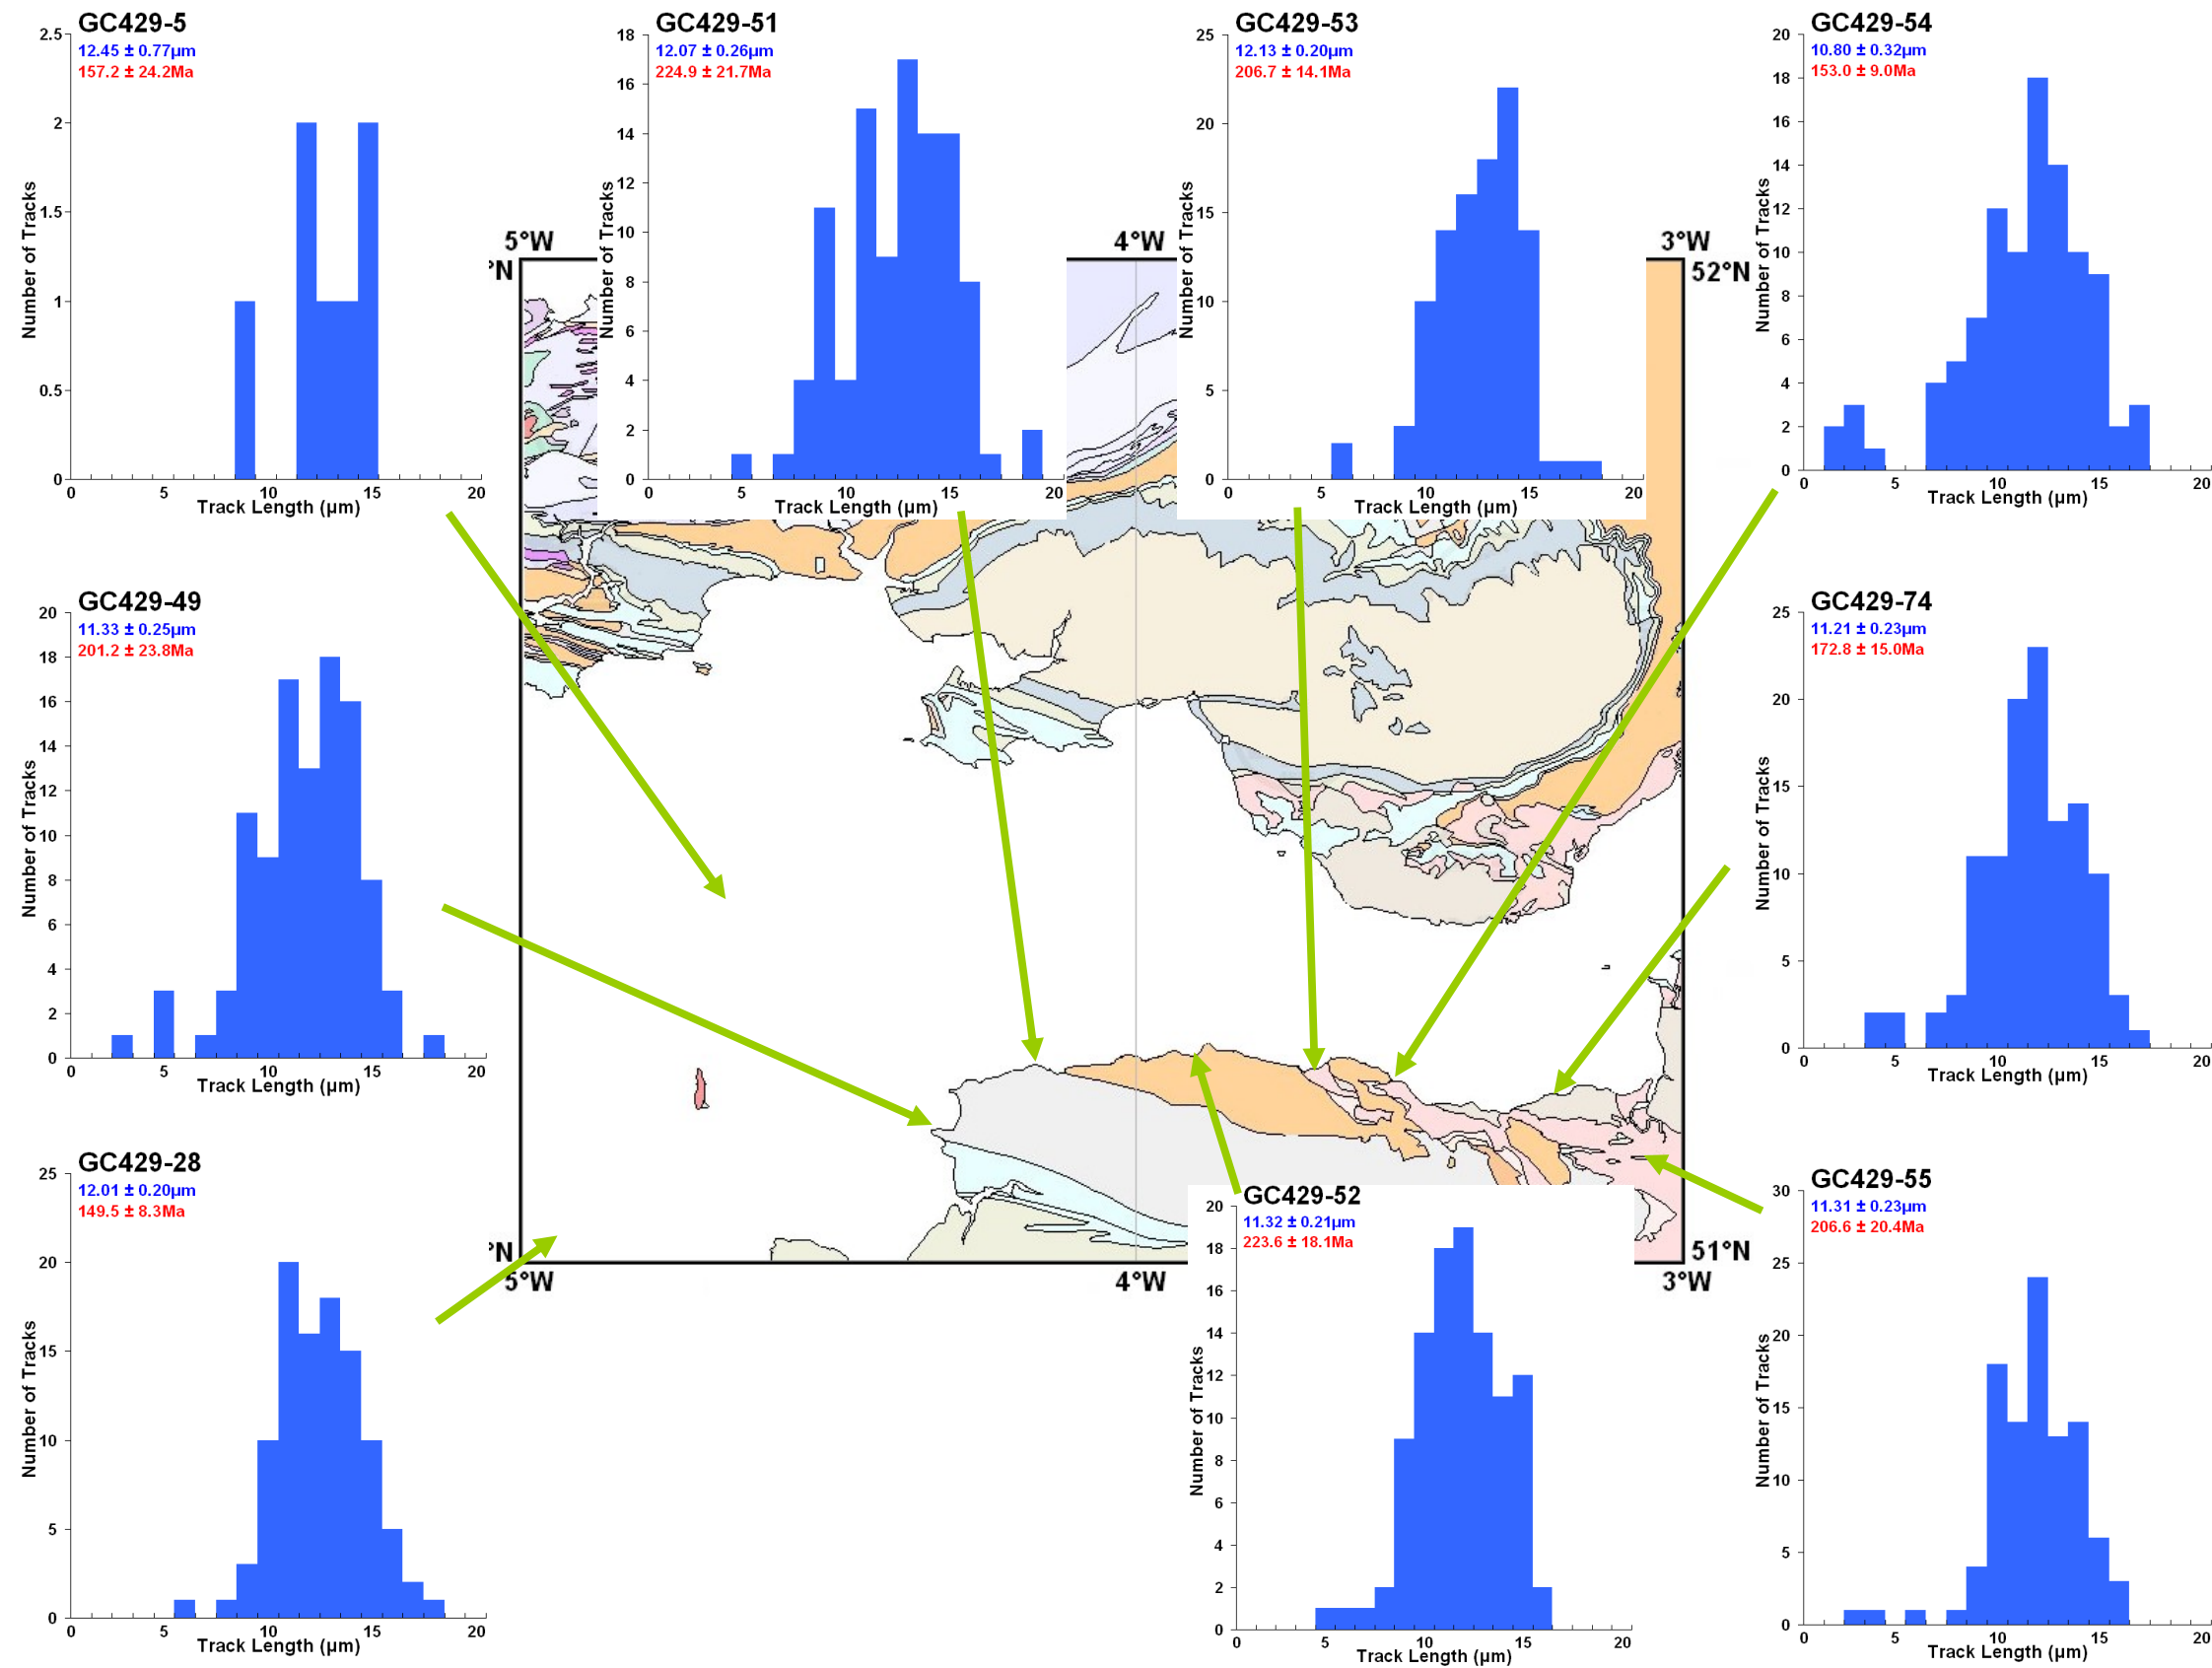 GC429-5
12.45 ± 0.77µm
157.2 ± 24.2Ma
2.5
2
1.5
1
0.5
0
Number of Tracks
0 5 10 15 20
Track Length (µm)
GC429-51
12.07 ± 0.26µm
224.9 ± 21.7Ma
18
16
14
12
10
8
6
4
2
0
Number of Tracks
0 5 10 15 20
Track Length (µm)
GC429-53
12.13 ± 0.20µm
206.7 ± 14.1Ma
25
20
15
10
5
0
Number of Tracks
0 5 10 15 20
Track Length (µm)
GC429-54
10.80 ± 0.32µm
153.0 ± 9.0Ma
20
18
16
14
12
10
8
6
4
2
0
Number of Tracks
0 5 10 15 20
Track Length (µm)
5°W 4°W 3°W
°N 52°N
GC429-49
11.33 ± 0.25µm
201.2 ± 23.8Ma
20
18
16
14
12
10
8
6
4
2
0
Number of Tracks
0 5 10 15 20
Track Length (µm)
GC429-74
11.21 ± 0.23µm
172.8 ± 15.0Ma
25
20
15
10
5
0
Number of Tracks
0 5 10 15 20
Track Length (µm)
°N 51°N
5°W 4°W 3°W
GC429-28
12.01 ± 0.20µm
149.5 ± 8.3Ma
25
20
15
10
5
0
Number of Tracks
0 5 10 15 20
Track Length (µm)
GC429-52
11.32 ± 0.21µm
223.6 ± 18.1Ma
20
18
16
14
12
10
8
6
4
2
0
Number of Tracks
0 5 10 15 20
Track Length (µm)
GC429-55
11.31 ± 0.23µm
206.6 ± 20.4Ma
30
25
20
15
10
5
0
Number of Tracks
0 5 10 15 20
Track Length (µm)